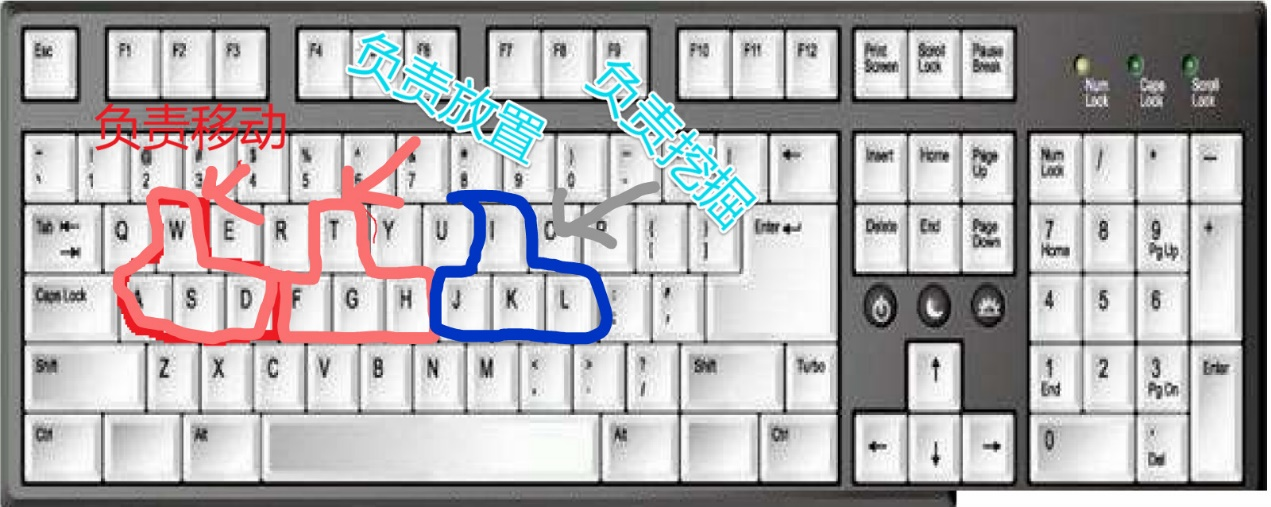 Esc F1 F2 F3 F4 F6 F7 F8 F9 F10 F11 F12 Print Screen Scroll Lock Pause Break
负责放置
负责挖掘
Num Lock Caps Lock Scroll Lock
负责移动
! 1 @ 2 # 3 $ 4 % 5 ^ & 7 * 8 9 ) 0 ← Insert Home Page Up Num Lock / * —
Tab Q W E R T Y U I O P { [ } ] Enter Delete End Page Down 7 Home 8 9 Pg Up +
Caps Lock A S D F G H J K L : ; " ' 4 5 6
Shift Z X C V B N M < , > . ? / Shift Turbo ↑ 1 End 2 3 Pg On Enter
Ctrl Alt Alt Ctrl ← ↓ → 0 . Del